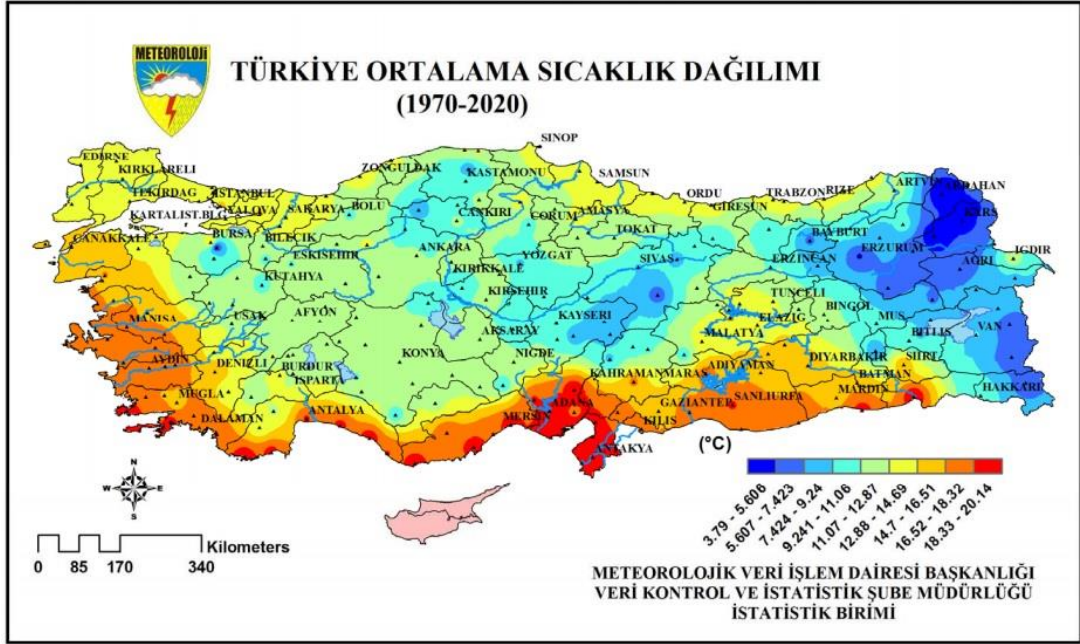 METEOROLOJİ
TÜRKİYE ORTALAMA SICAKLIK DAĞILIMI
(1970-2020)
SINOP
EDIRNE
KIRKLARELI
ZONGULDAK
KASTAMONU
SAMSUN
TEKIRDAG
ISTANBUL
ORDU
TRABZON
RIZE
ARTVIN
ARDAHAN
KARTAL
IST.BLG
YALOVA
SAKARYA
BOLU
CANKIRI
CORUM
AMASYA
GIRESUN
KARS
CANAKKALE
BURSA
BILECIK
TOKAT
BAYBURT
ANKARA
ERZURUM
IGDIR
ESKISEHIR
YOZGAT
SIVAS
ERZINCAN
AGRI
KIRIKKALE
KUTAHYA
KIRSEHIR
TUNCELI
BINGOL
MANISA
USAK
AFYON
KAYSERI
ELAZIG
MUS
AKSARAY
MALATYA
BITLIS
VAN
AYDIN
DENIZLI
KONYA
NIGDE
DIYARBAKIR
SIIRT
BURDUR
ISPARTA
KAHRAMANMARAS
ADIYAMAN
BATMAN
MARDIN
HAKKARI
MUGLA
GAZIANTEP
SANLIURFA
DALAMAN
ANTALYA
MERSIN
ADANA
KILIS
ANTAKYA
(°C)
N
W
E
S
3.79 - 5.606
5.607 - 7.423
7.424 - 9.24
9.241 - 11.06
11.07 - 12.87
12.88 - 14.69
14.7 - 16.51
16.52 - 18.32
18.33 - 20.14
Kilometers
0 85 170 340
METEOROLOJİK VERİ İŞLEM DAİRESİ BAŞKANLIĞI
VERİ KONTROL VE İSTATİSTİK ŞUBE MÜDÜRLÜĞÜ
İSTATİSTİK BİRİMİ